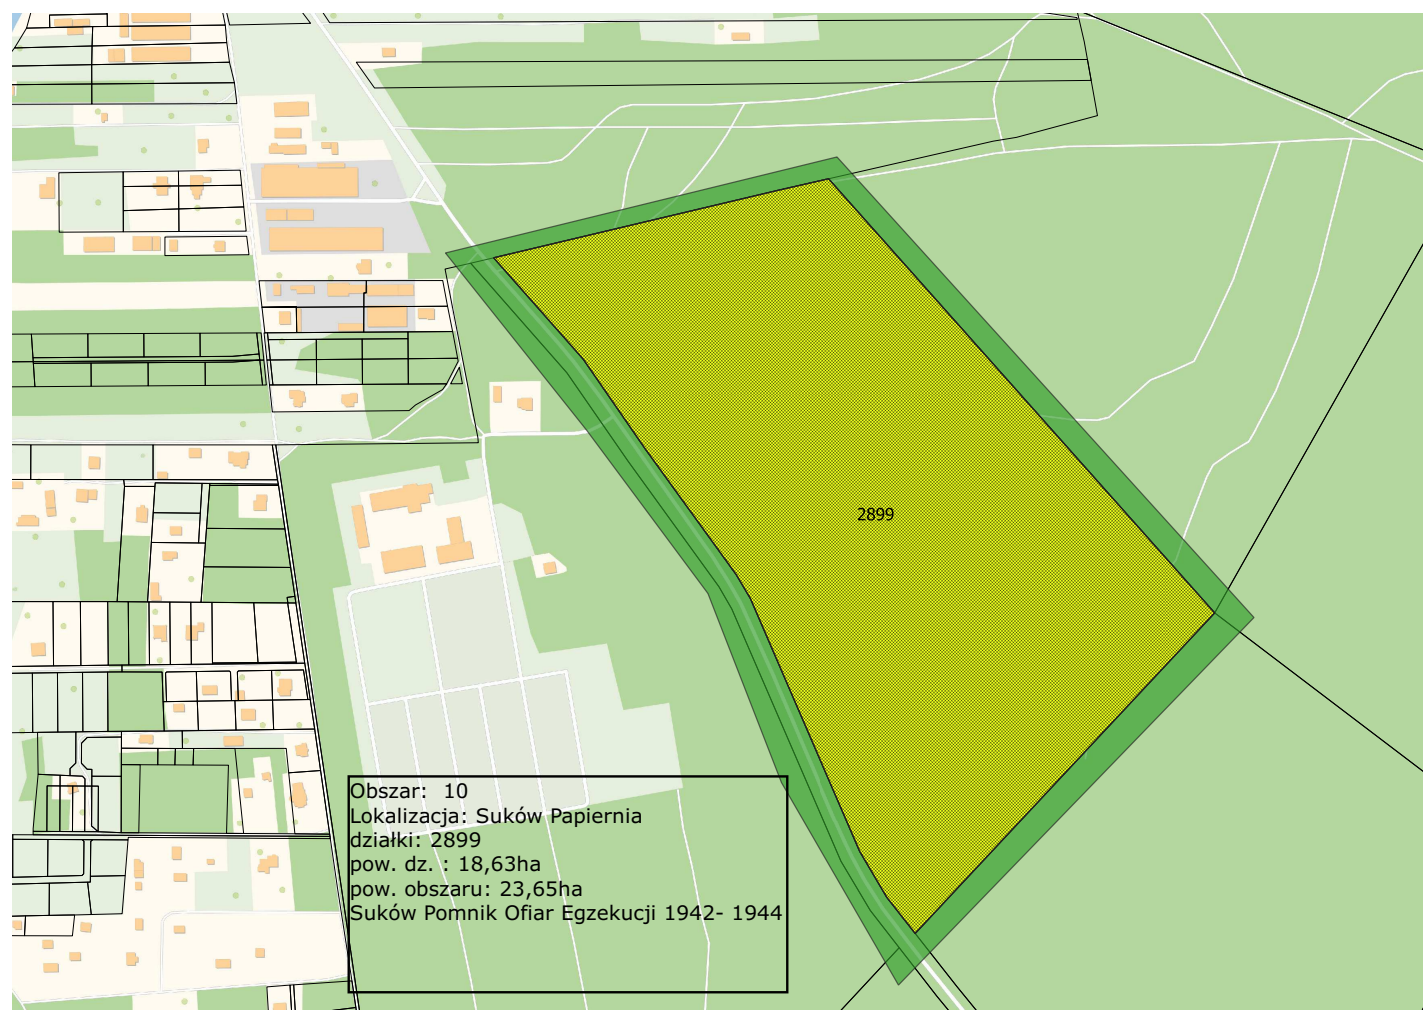 2899
Obszar: 10
Lokalizacja: Suków Papiernia
działki: 2899
pow. dz. : 18,63ha
pow. obszaru: 23,65ha
Suków Pomnik Ofiar Egzekucji 1942- 1944